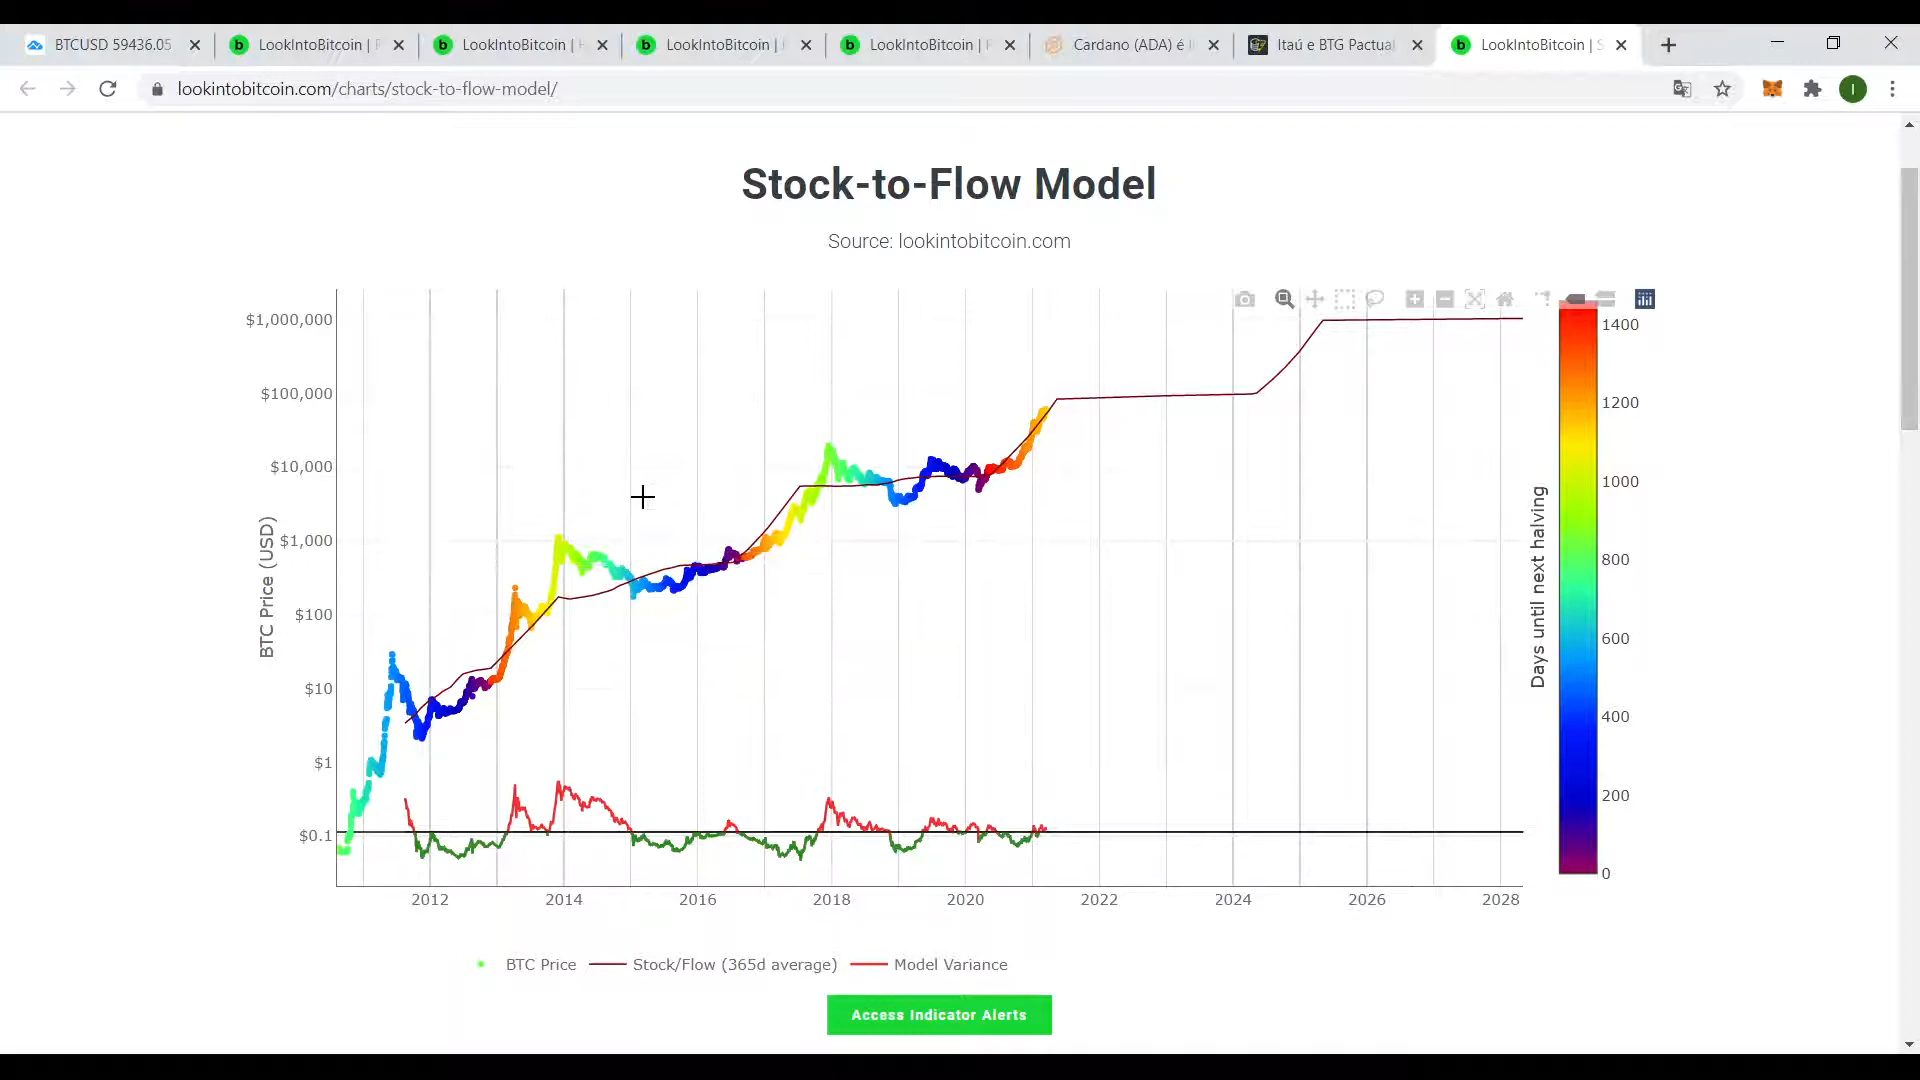 BTCUSD 59436.05
LookIntoBitcoin |
LookIntoBitcoin |
LookIntoBitcoin |
LookIntoBitcoin |
Cardano (ADA) é
Itaú e BTG Pactual
LookIntoBitcoin | S
lookintobitcoin.com/charts/stock-to-flow-model/
I
Stock-to-Flow Model
Source: lookintobitcoin.com
$1,000,000
$100,000
$10,000
$1,000
$100
$10
$1
$0.1
BTC Price (USD)
2012
2014
2016
2018
2020
2022
2024
2026
2028
Days until next halving
1400
1200
1000
800
600
400
200
0
BTC Price
Stock/Flow (365d average)
Model Variance
Access Indicator Alerts